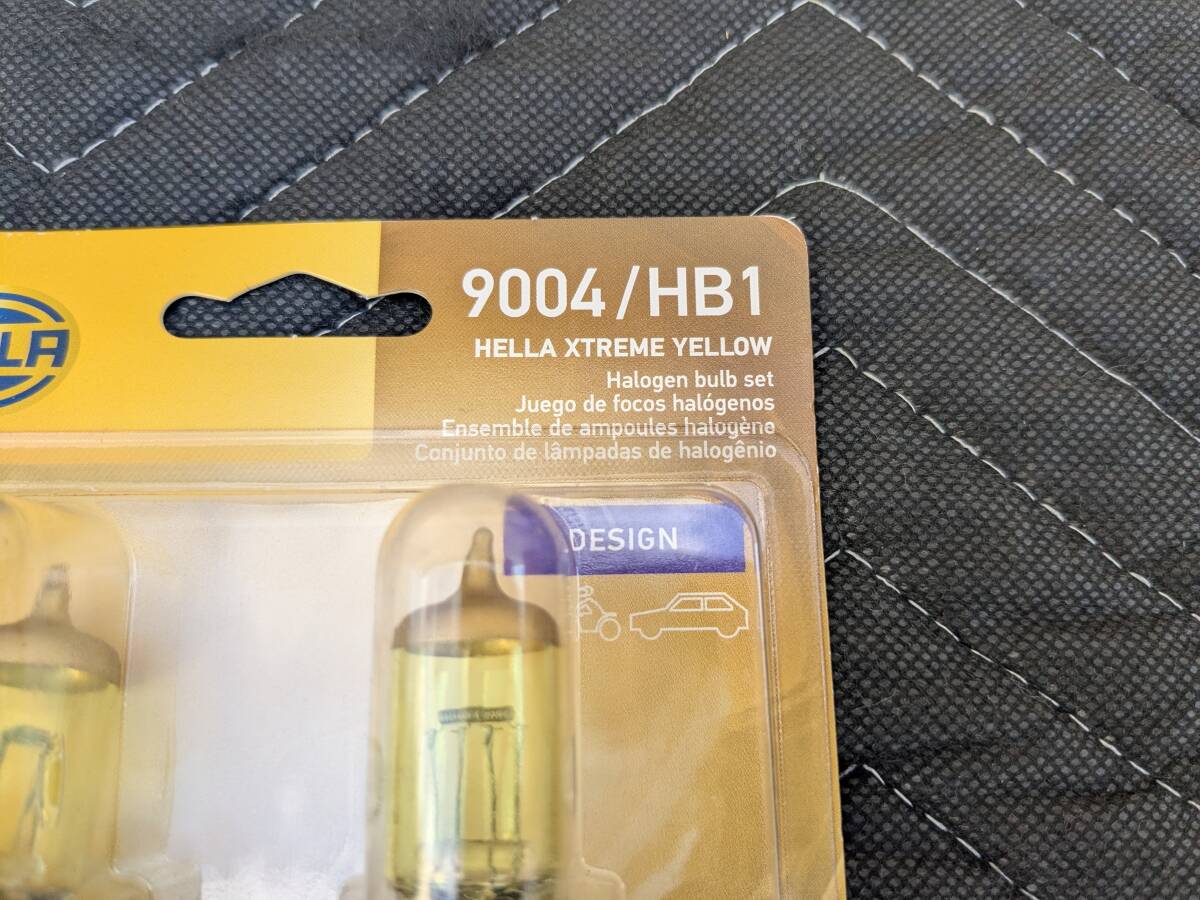 9004/HB1
HELLA XTREME YELLOW
Halogen bulb set
Juego de focos halógenos
Ensemble de ampoules halogène
Conjunto de lâmpadas de halogênio
LLA
DESIGN